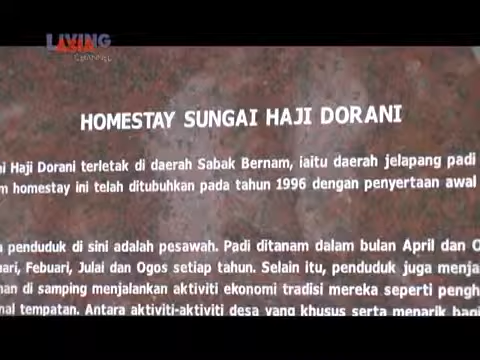 LIVING
ASIA
CHANNEL
HOMESTAY SUNGAI HAJI DORANI
Haji Dorani terletak di daerah Sabak Bernam, iaitu daerah jelapang padi
homestay ini telah ditubuhkan pada tahun 1996 dengan penyertaan awal
penduduk di sini adalah pesawah. Padi ditanam dalam bulan April dan O
uari, Febuari, Julai dan Ogos setiap tahun. Selain itu, penduduk juga menja
nan di samping menjalankan aktiviti ekonomi tradisi mereka seperti pengh
nal tempatan. Antara aktiviti-aktiviti desa yang khusus serta menarik bagi